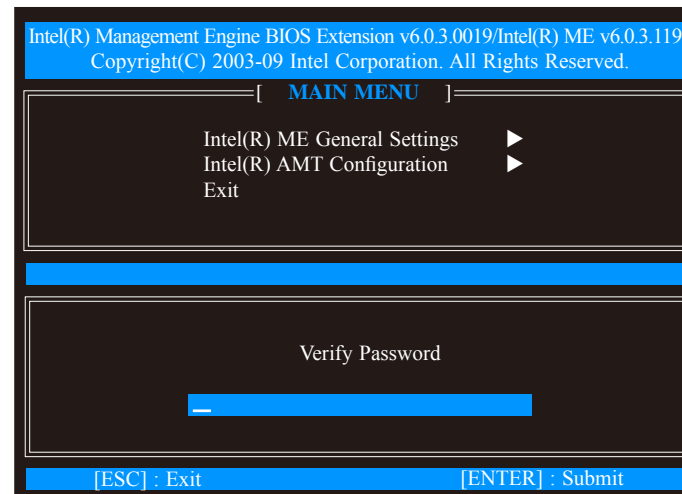 Intel(R) Management Engine BIOS Extension v6.0.3.0019/Intel(R) ME v6.0.3.119
Copyright(C) 2003-09 Intel Corporation. All Rights Reserved.
[ MAIN MENU ]
Intel(R) ME General Settings ▶
Intel(R) AMT Configuration ▶
Exit
Verify Password
[ESC] : Exit [ENTER] : Submit